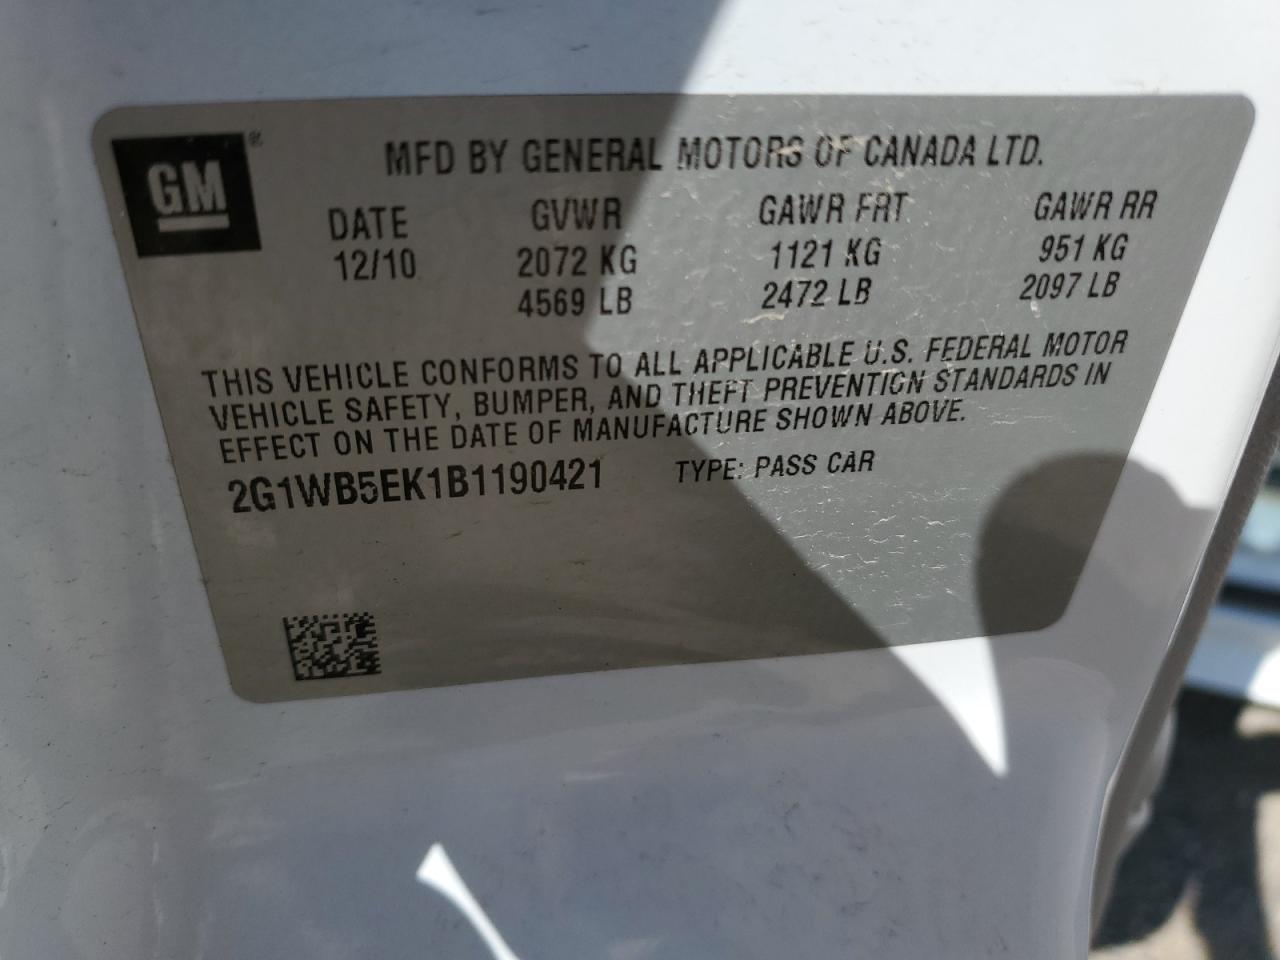 GM ®
MFD BY GENERAL MOTORS OF CANADA LTD.
DATE GVWR GAWR FRT GAWR RR
12/10 2072 KG 1121 KG 951 KG
4569 LB 2472 LB 2097 LB
THIS VEHICLE CONFORMS TO ALL APPLICABLE U.S. FEDERAL MOTOR
VEHICLE SAFETY, BUMPER, AND THEFT PREVENTION STANDARDS IN
EFFECT ON THE DATE OF MANUFACTURE SHOWN ABOVE.
2G1WB5EK1B1190421 TYPE: PASS CAR